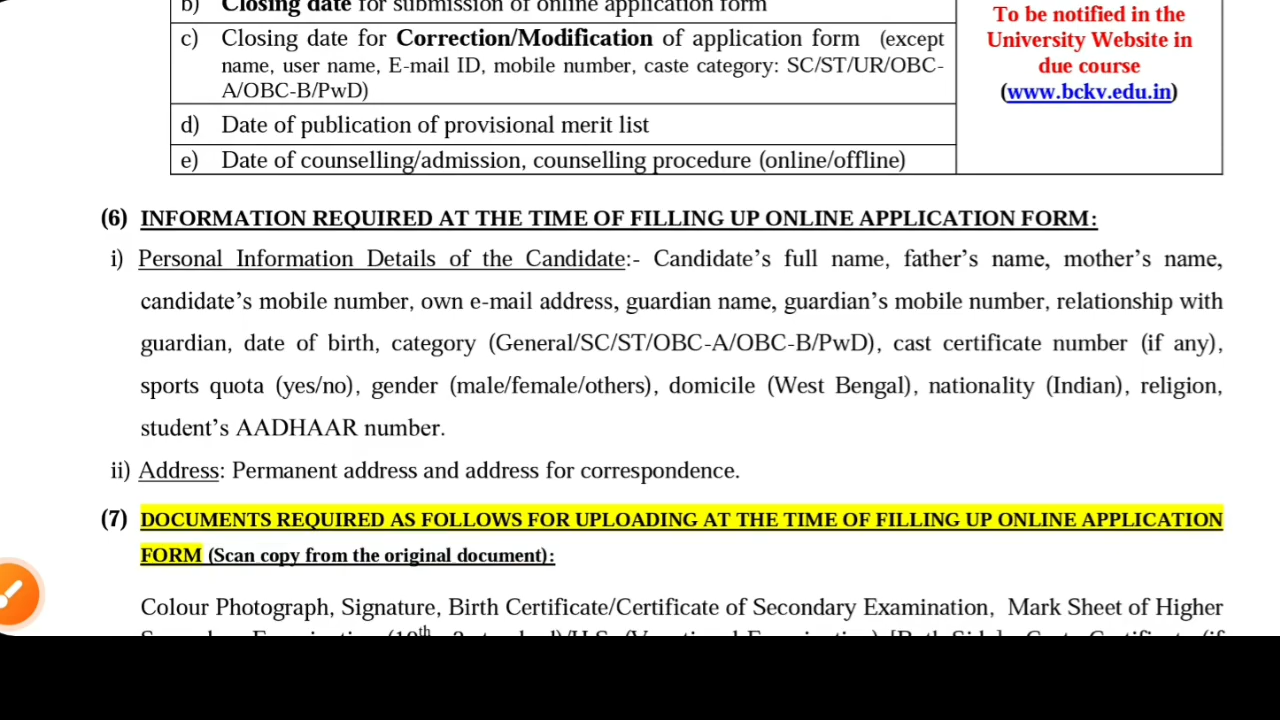 b) Closing date for submission of online application form
c) Closing date for Correction/Modification of application form (except
name, user name, E-mail ID, mobile number, caste category: SC/ST/UR/OBC-
A/OBC-B/PwD)
d) Date of publication of provisional merit list
e) Date of counselling/admission, counselling procedure (online/offline)
To be notified in the
University Website in
due course
(www.bckv.edu.in)
(6) INFORMATION REQUIRED AT THE TIME OF FILLING UP ONLINE APPLICATION FORM:
i) Personal Information Details of the Candidate:- Candidate’s full name, father’s name, mother’s name,
candidate’s mobile number, own e-mail address, guardian name, guardian’s mobile number, relationship with
guardian, date of birth, category (General/SC/ST/OBC-A/OBC-B/PwD), cast certificate number (if any),
sports quota (yes/no), gender (male/female/others), domicile (West Bengal), nationality (Indian), religion,
student’s AADHAAR number.
ii) Address: Permanent address and address for correspondence.
(7) DOCUMENTS REQUIRED AS FOLLOWS FOR UPLOADING AT THE TIME OF FILLING UP ONLINE APPLICATION
FORM (Scan copy from the original document):
Colour Photograph, Signature, Birth Certificate/Certificate of Secondary Examination, Mark Sheet of Higher